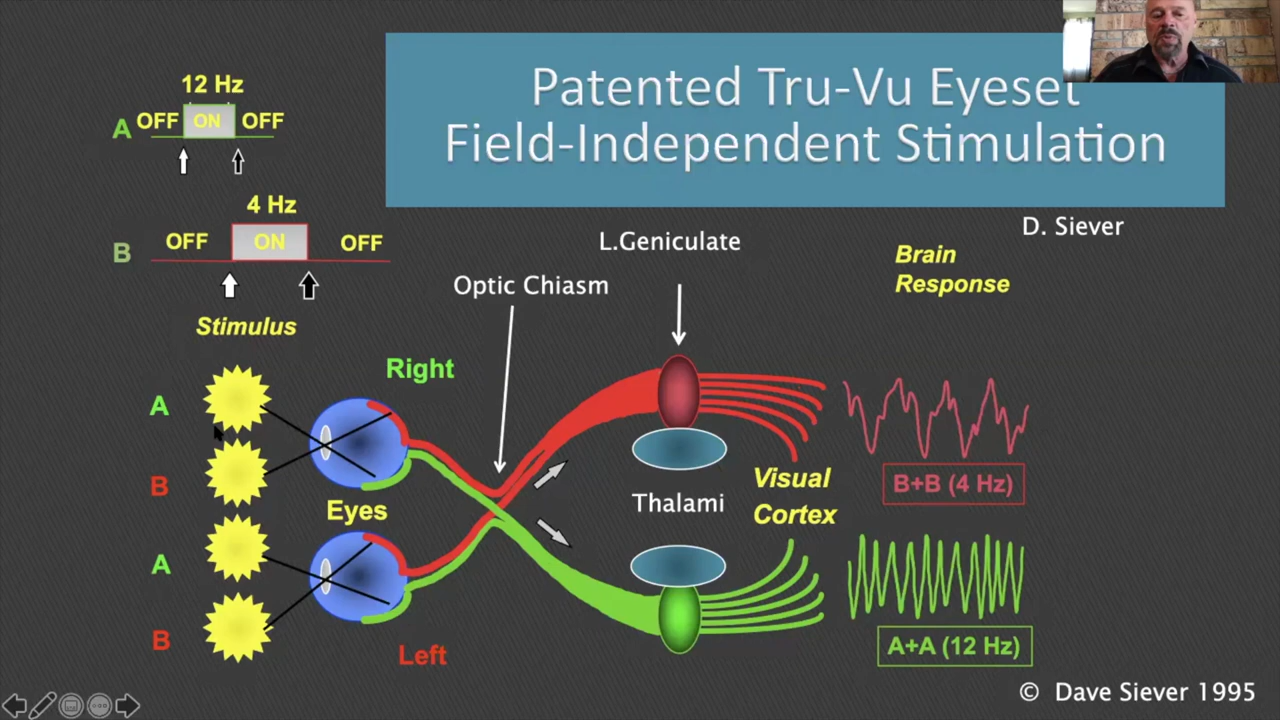 12 Hz
A OFF ON OFF
Patented Tru-Vu Eyeset
Field-Independent Stimulation
4 Hz
B OFF ON OFF
D. Siever
L.Geniculate
Brain
Response
Optic Chiasm
Stimulus
Right
A
B
Eyes
Visual
Cortex
Thalami
B+B (4 Hz)
A
B
Left
A+A (12 Hz)
© Dave Siever 1995